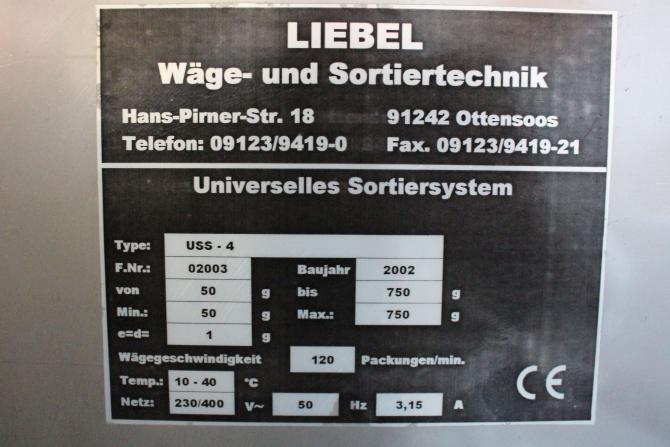 LIEBEL
Wäge- und Sortiertechnik
Hans-Pirner-Str. 18 91242 Ottensoos
Telefon: 09123/9419-0 Fax. 09123/9419-21
Universelles Sortiersystem
Type: USS - 4
F.Nr.: 02003 Baujahr 2002
von 50 g bis 750 g
Min.: 50 g Max.: 750 g
e=d= 1 g
Wägegeschwindigkeit 120 Packungen/min.
Temp.: 10 - 40 °C
Netz: 230/400 V~ 50 Hz 3,15 A
CE